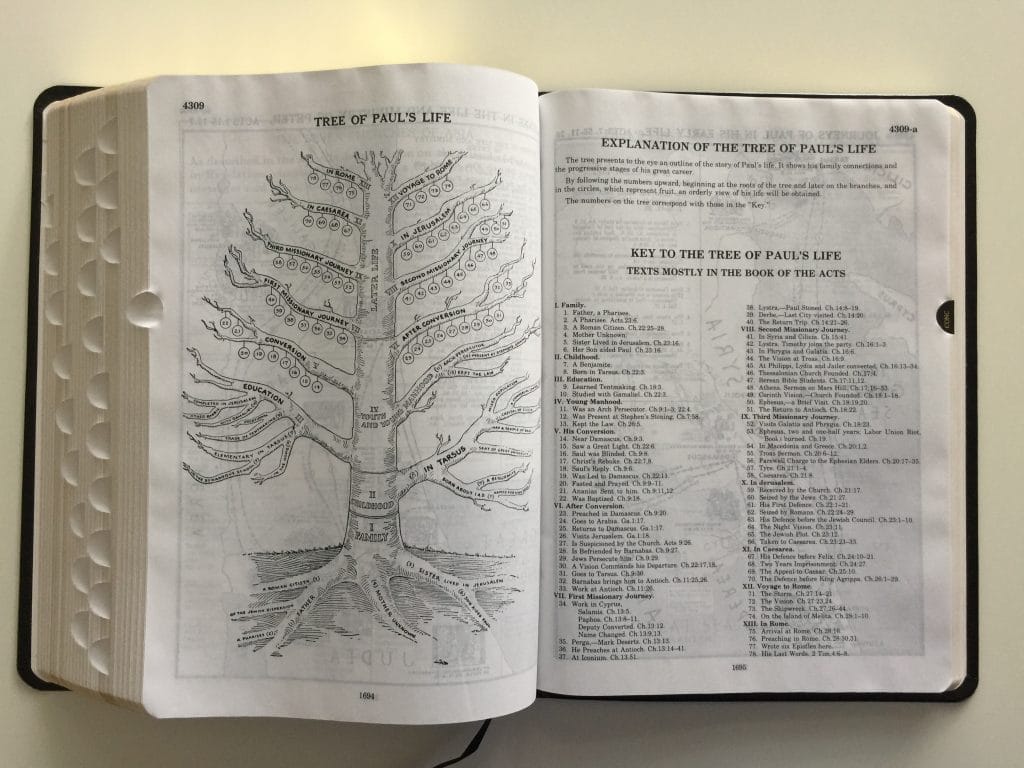 4309
TREE OF PAUL'S LIFE
IN ROME
VOYAGE TO ROME
IN CAESAREA
IN JERUSALEM
THIRD MISSIONARY JOURNEY
SECOND MISSIONARY JOURNEY
LATER LIFE
FIRST MISSIONARY JOURNEY
AFTER CONVERSION
CONVERSION
EDUCATION
IV
YOUTH
AND YOUNG MANHOOD
COMPLETED IN JERUSALEM
ELEMENTARY IN TARSUS
KEPT THE LAW
IN TARSUS
BORN ABOUT 1 A.D.
II
CHILDHOOD
I
FAMILY
A ROMAN CITIZEN (3)
(5) SISTER LIVED IN JERUSALEM
OF THE JEWISH DISPERSION
FATHER
MOTHER UNKNOWN
A PHARISEE (2)
1694
4309-a
EXPLANATION OF THE TREE OF PAUL'S LIFE
The tree presents to the eye an outline of the story of Paul's life. It shows his family connections and
the progressive stages of his great career.
By following the numbers upward, beginning at the roots of the tree and later on the branches, and
in the circles, which represent fruit, an orderly view of his life will be obtained.
The numbers on the tree correspond with those in the "Key."
KEY TO THE TREE OF PAUL'S LIFE
TEXTS MOSTLY IN THE BOOK OF THE ACTS
I. Family.
1. Father, a Pharisee.
2. A Pharisee. Acts 23:6.
3. A Roman Citizen. Ch.22:25-28.
4. Mother Unknown.
5. Sister Lived in Jerusalem. Ch.23:16.
6. Her Son aided Paul. Ch.23:16.
II. Childhood.
7. A Benjamite.
8. Born in Tarsus. Ch.22:3.
III. Education.
9. Learned Tentmaking. Ch.18:3.
10. Studied with Gamaliel. Ch.22:3.
IV. Young Manhood.
11. Was an Arch Persecutor. Ch.9:1-3; 22:4.
12. Was Present at Stephen's Stoning. Ch.7:58.
13. Kept the Law. Ch.26:5.
V. His Conversion.
14. Near Damascus, Ch.9:3.
15. Saw a Great Light. Ch.22:6.
16. Saul was Blinded. Ch.9:8.
17. Christ's Reboke. Ch.22:7,8.
18. Saul's Reply. Ch.9:6.
19. Was Led to Damascus. Ch.22:11.
20. Fasted and Prayed. Ch.9:9-11.
21. Ananias Sent to him. Ch.9:11,12.
22. Was Baptized. Ch.9:18.
VI. After Conversion.
23. Preached in Damascus. Ch.9:20.
24. Goes to Arabia. Ga.1:17.
25. Returns to Damascus. Ga.1:17.
26. Visits Jerusalem. Ga.1:18.
27. Is Suspicioned by the Church. Acts 9:26.
28. Is Befriended by Barnabas. Ch.9:27.
29. Jews Persecute him. Ch.9:29.
30. A Vision Commands his Departure. Ch.22:17,18.
31. Goes to Tarsus. Ch.9:30
32. Barnabas brings him to Antioch. Ch.11:25,26.
33. Work at Antioch. Ch.11:26.
VII. First Missionary Journey.
34. Work in Cyprus,
Salamis. Ch.13:5.
Paphos. Ch.13:6-11.
Deputy Converted. Ch.13:12.
Name Changed. Ch.13:9,13.
35. Perga,—Mark Deserts. Ch.13:13.
36. He Preaches at Antioch. Ch.13:14-41.
37. At Iconium. Ch.13:51.
38. Lystra,—Paul Stoned. Ch.14:8-19.
39. Derbe,—Last City visited. Ch.14:20.
40. The Return Trip. Ch.14:21-26.
VIII. Second Missionary Journey.
41. In Syria and Cilicia. Ch.15:41.
42. Lystra, Timothy joins the party. Ch.16:1-3.
43. In Phrygia and Galatia. Ch.16:6.
44. The Vision at Troas. Ch.16:9.
45. At Philippi, Lydia and Jailer converted. Ch.16:13-34.
46. Thessalonian Church Founded. Ch.17:4.
47. Berean Bible Students. Ch.17:11,12.
48. Athens, Sermon on Mars Hill. Ch.17:16-33.
49. Corinth Vision,—Church Founded. Ch.18:1-18.
50. Ephesus,—a Brief Visit. Ch.18:19,20.
51. The Return to Antioch. Ch.18:22.
IX. Third Missionary Journey.
52. Visits Galatia and Phrygia. Ch.18:23.
53. Ephesus, two and one-half years; Labor Union Riot,
Book burned. Ch.19.
54. In Macedonia and Greece. Ch.20:1,2.
55. Troas Sermon. Ch.20:6-12.
56. Farewell Charge to the Ephesian Elders. Ch.20:17-35.
57. Tyre. Ch.21:1-4.
58. Caesarea. Ch.21:8.
X. In Jerusalem.
59. Received by the Church. Ch.21:17.
60. Seized by the Jews. Ch.21:27.
61. His First Defence. Ch.22:1-21.
62. Seized by Romans. Ch.22:24-29.
63. His Defence before the Jewish Council. Ch.23:1-10.
64. The Night Vision. Ch.23:11.
65. The Jewish Plot. Ch.23:12.
66. Taken to Caesarea. Ch.23:23-33.
XI. In Caesarea.
67. His Defence before Felix. Ch.24:10-21.
68. Two Years Imprisonment. Ch.24:27.
69. The Appeal to Caesar. Ch.25:10.
70. The Defence before King Agrippa. Ch.26:1-29.
XII. Voyage to Rome.
71. The Storm. Ch.27:14-21.
72. The Vision. Ch.27:23,24.
73. The Shipwreck. Ch.27:26-44.
74. On the Island of Melita. Ch.28:1-10.
XIII. In Rome.
75. Arrival at Rome. Ch.28:16.
76. Preaching in Rome. Ch.28:30,31.
77. Wrote six Epistles here.
78. His Last Words. 2 Tim.4:6-8.
1695
CONC